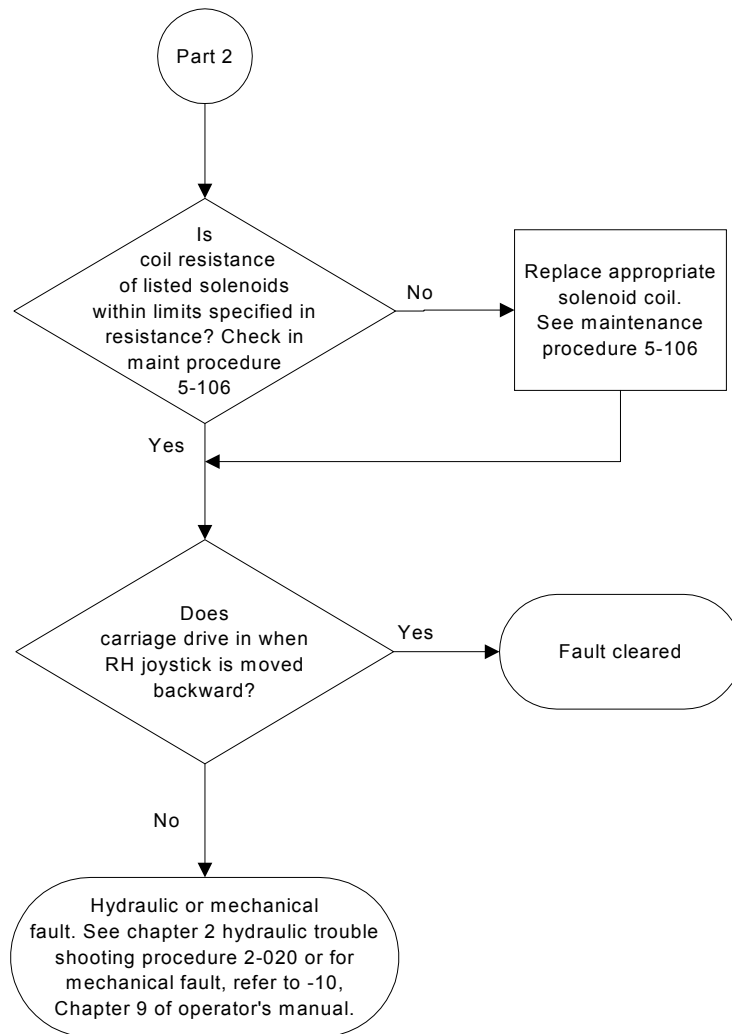 Part 2
Is
coil resistance
of listed solenoids
within limits specified in
resistance? Check in
maint procedure
5-106
No
Replace appropriate
solenoid coil.
See maintenance
procedure 5-106
Yes
Does
carriage drive in when
RH joystick is moved
backward?
Yes
Fault cleared
No
Hydraulic or mechanical
fault. See chapter 2 hydraulic trouble
shooting procedure 2-020 or for
mechanical fault, refer to -10,
Chapter 9 of operator's manual.